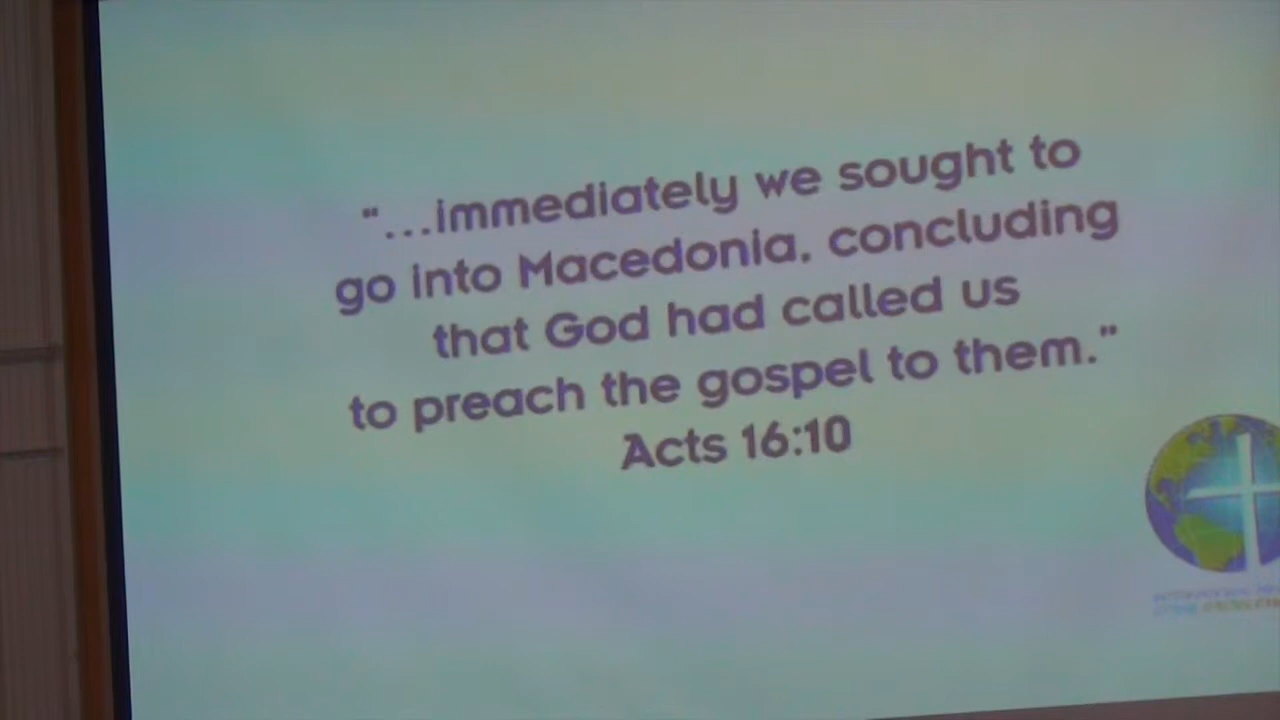 “...immediately we sought to
go into Macedonia, concluding
that God had called us
to preach the gospel to them.”
Acts 16:10